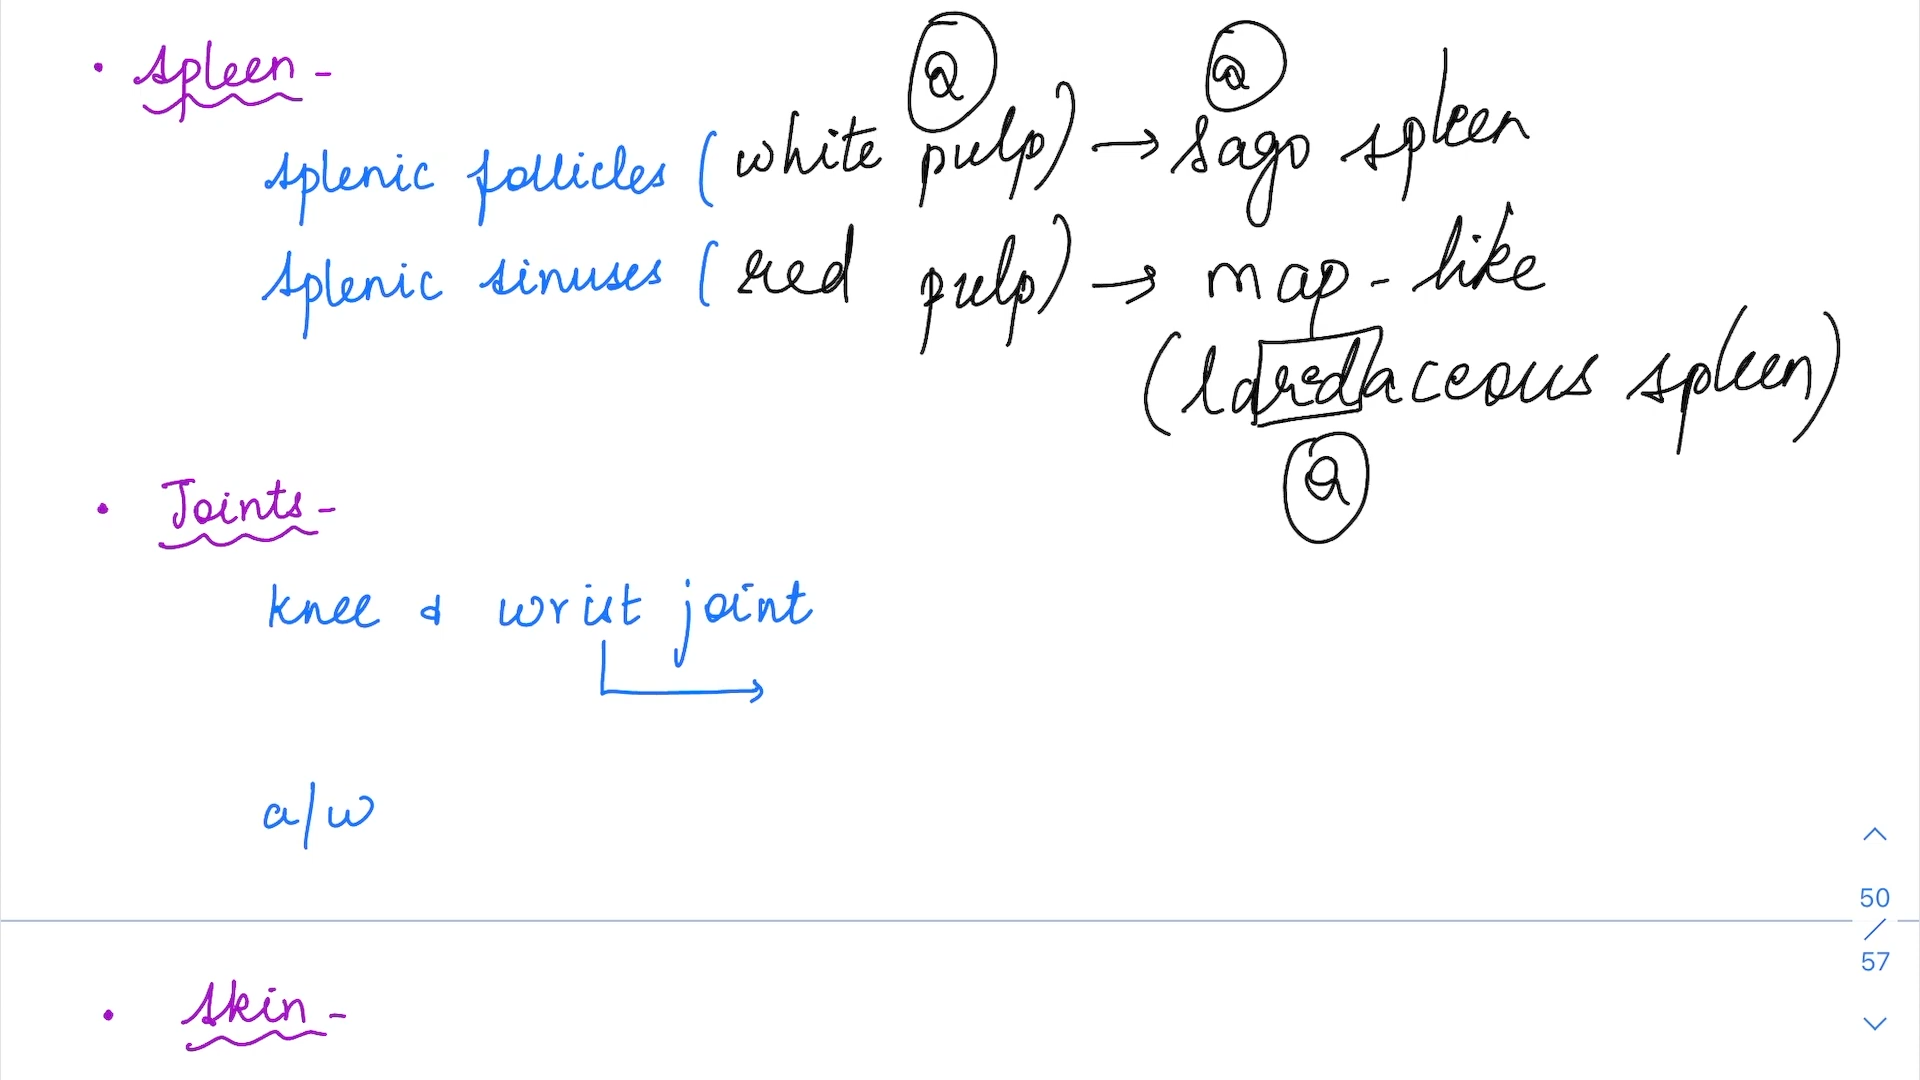 • Spleen -
Q Q
splenic follicles (white pulp) → sago spleen
splenic sinuses (red pulp) → map - like
(lardaceous spleen)
Q
• Joints -
knee & wrist joint
a/w
50
/
57
• Skin -